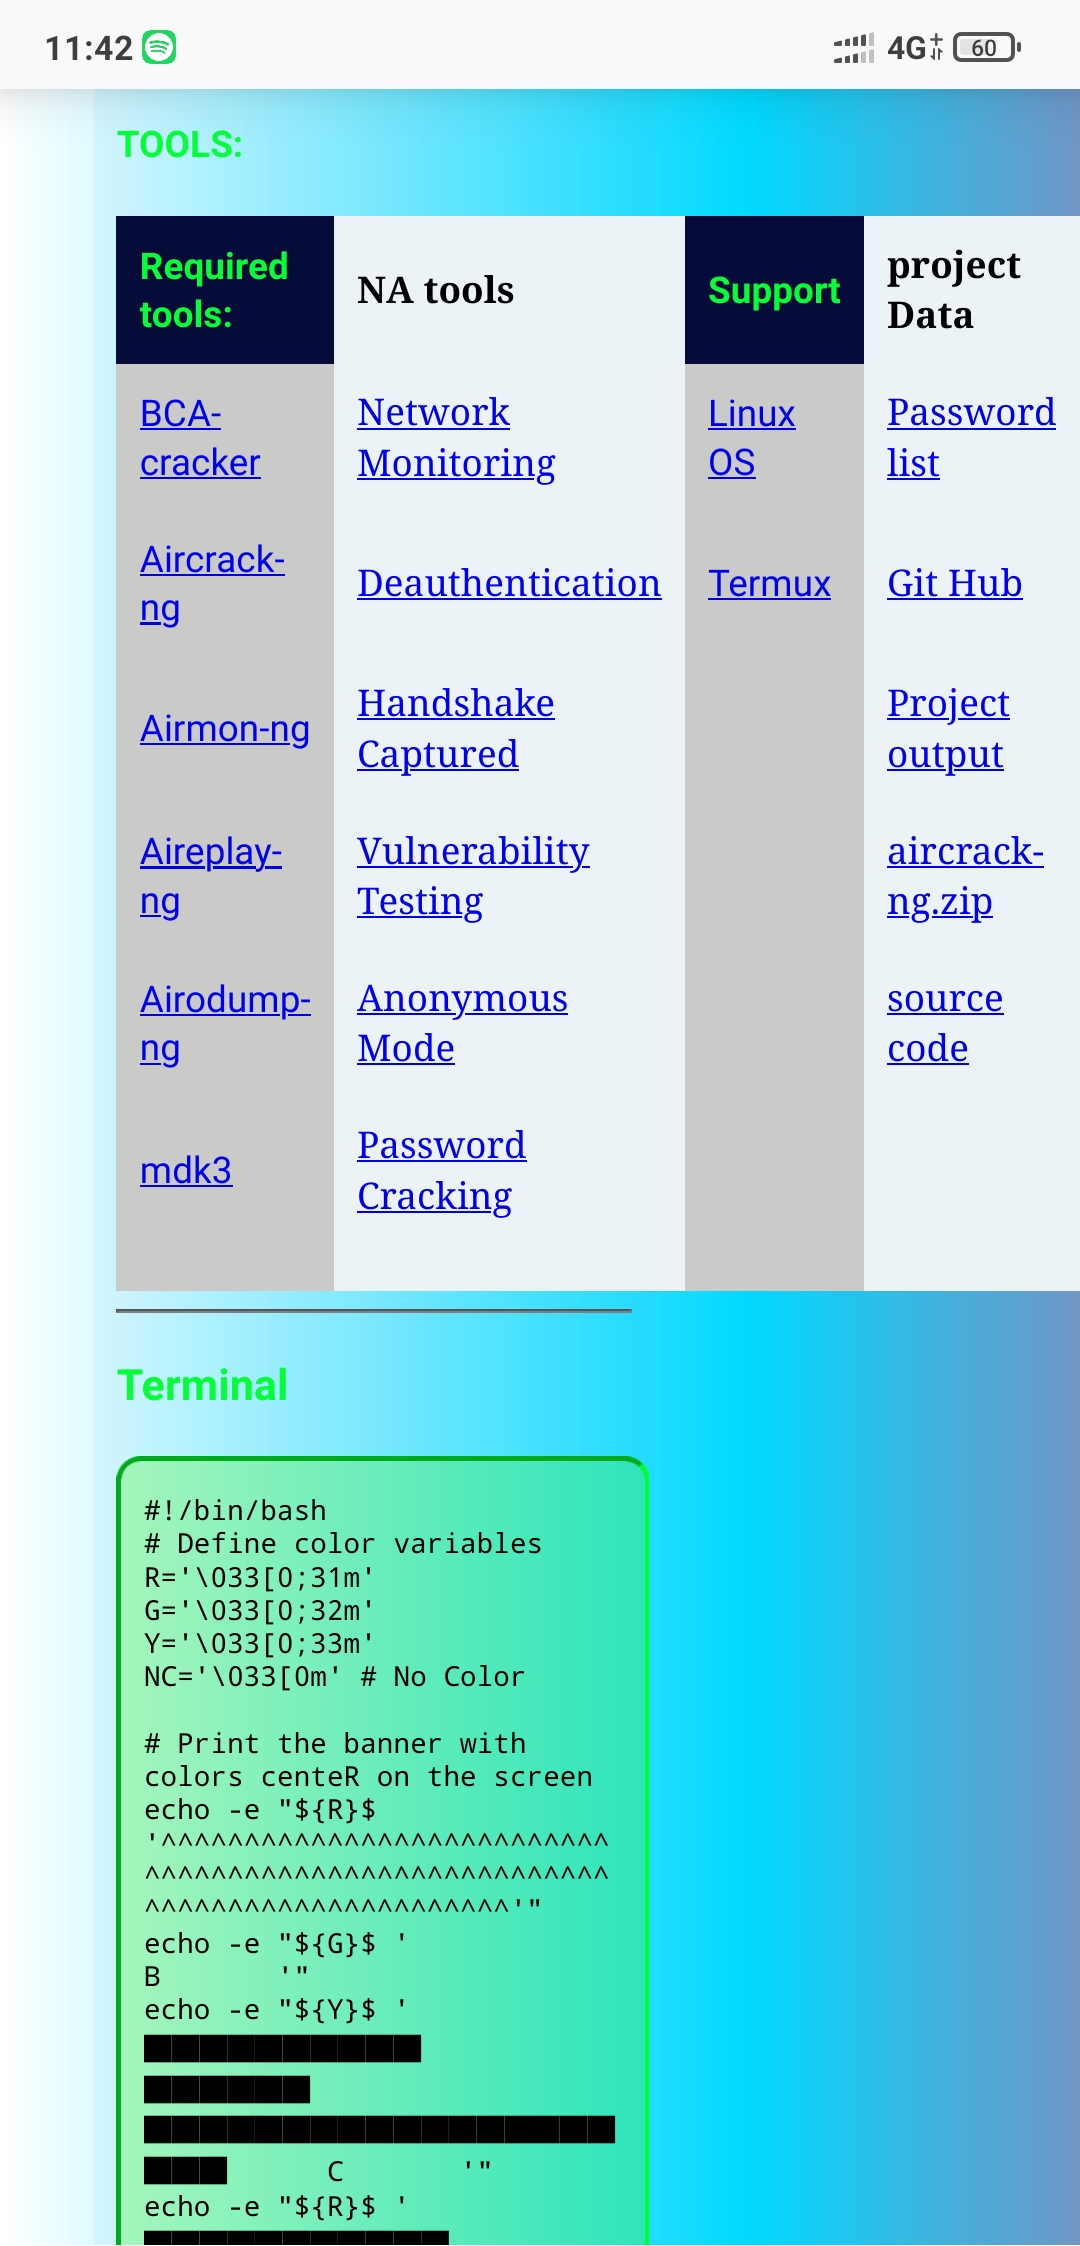 11:42
4G
60
TOOLS:
Required
tools:
NA tools
Support
project
Data
BCA-
cracker
Network
Monitoring
Linux
OS
Password
list
Aircrack-
ng
Deauthentication
Termux
Git Hub
Airmon-ng
Handshake
Captured
Project
output
Aireplay-
ng
Vulnerability
Testing
aircrack-
ng.zip
Airodump-
ng
Anonymous
Mode
source
code
mdk3
Password
Cracking
Terminal
#!/bin/bash
# Define color variables
R='\033[0;31m'
G='\033[0;32m'
Y='\033[0;33m'
NC='\033[0m' # No Color
# Print the banner with
colors centeR on the screen
echo -e "${R}$
'^^^^^^^^^^^^^^^^^^^^^^^^^^^
^^^^^^^^^^^^^^^^^^^^^^^^^^^^
^^^^^^^^^^^^^^^^^^^^^^'"
echo -e "${G}$ '
B       '"
echo -e "${Y}$ '
██████████
██████
█████████████████
███      C       '"
echo -e "${R}$ '
███████████